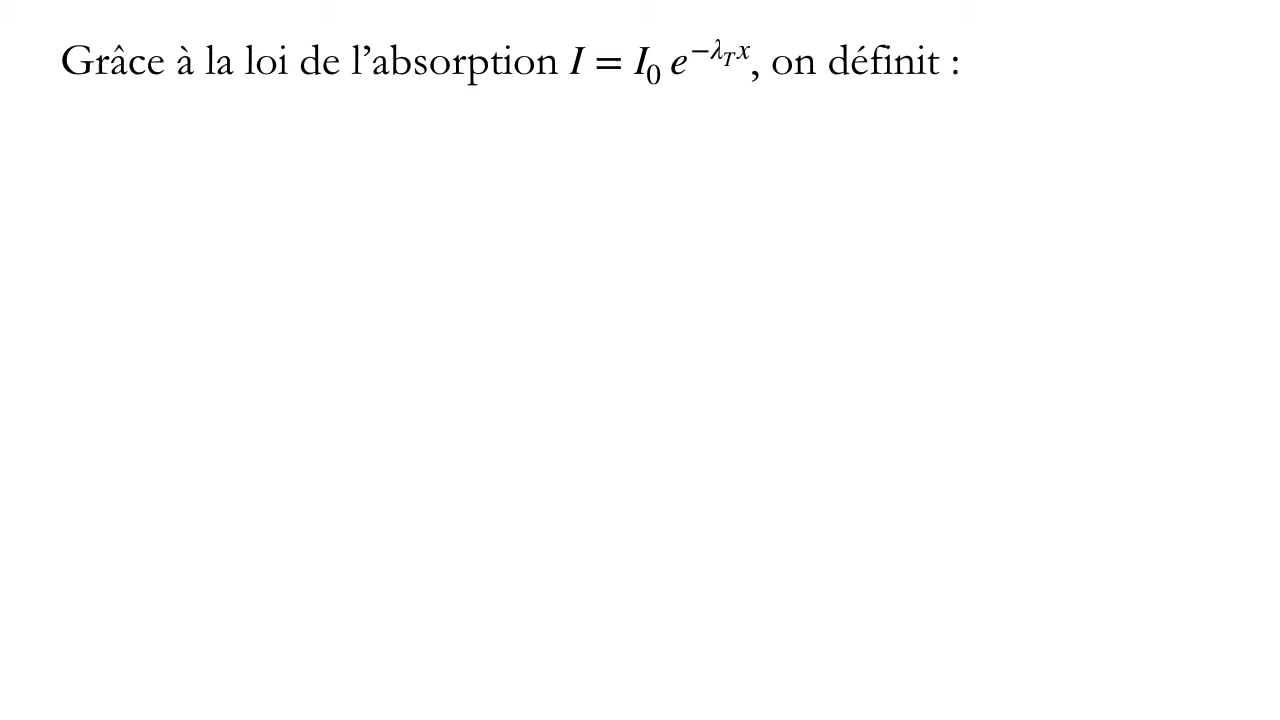 Grâce à la loi de l’absorption I = I₀ e^{−λ_T x}, on définit :